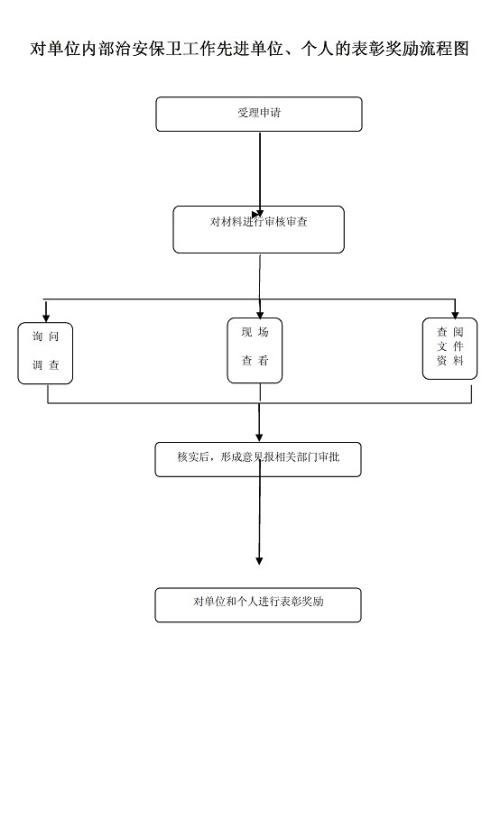 对单位内部治安保卫工作先进单位、个人的表彰奖励流程图
受理申请
对材料进行审核审查
询 问
调 查
现 场
查 看
查 阅
文 件
资 料
核实后，形成意见报相关部门审批
对单位和个人进行表彰奖励